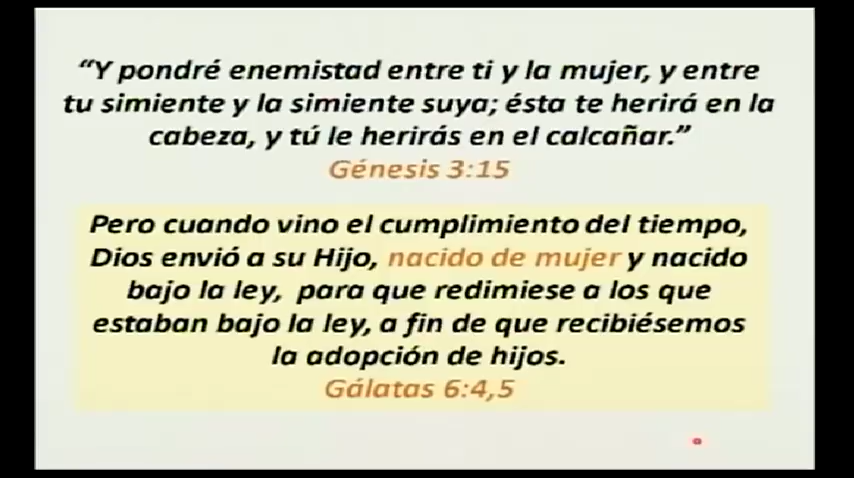 “Y pondré enemistad entre ti y la mujer, y entre
tu simiente y la simiente suya; ésta te herirá en la
cabeza, y tú le herirás en el calcañar.”
Génesis 3:15
Pero cuando vino el cumplimiento del tiempo,
Dios envió a su Hijo, nacido de mujer y nacido
bajo la ley, para que redimiese a los que
estaban bajo la ley, a fin de que recibiésemos
la adopción de hijos.
Gálatas 6:4,5